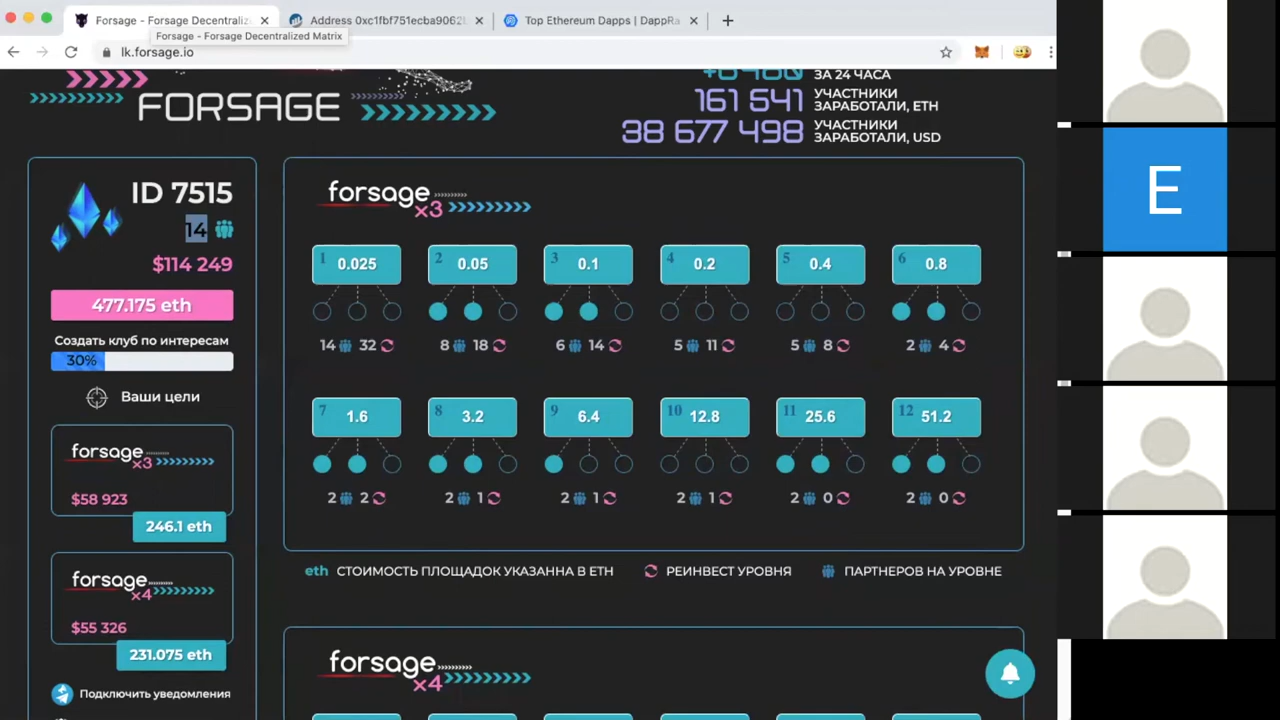 Forsage - Forsage Decentraliz
Address 0xc1fbf751ecba9062
Top Ethereum Dapps | DappRa
Forsage - Forsage Decentralized Matrix
lk.forsage.io
FORSAGE
+6480 ЗА 24 ЧАСА
161 541 УЧАСТНИКИ
ЗАРАБОТАЛИ, ETH
38 677 498 УЧАСТНИКИ
ЗАРАБОТАЛИ, USD
ID 7515
14
$114 249
477.175 eth
Создать клуб по интересам
30%
Ваши цели
forsage
x3
$58 923
246.1 eth
forsage
x4
$55 326
231.075 eth
Подключить уведомления
forsage
x3
1 0.025 2 0.05 3 0.1 4 0.2 5 0.4 6 0.8
14 32 8 18 6 14 5 11 5 8 2 4
7 1.6 8 3.2 9 6.4 10 12.8 11 25.6 12 51.2
2 2 2 1 2 1 2 1 2 0 2 0
eth СТОИМОСТЬ ПЛОЩАДОК УКАЗАННА В ETH РЕИНВЕСТ УРОВНЯ ПАРТНЕРОВ НА УРОВНЕ
forsage
x4
E